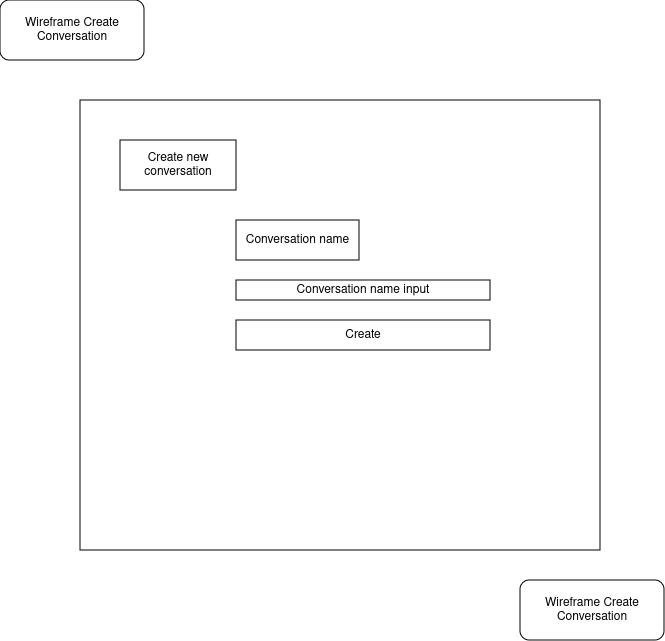 Wireframe Create
Conversation
Create new
conversation
Conversation name
Conversation name input
Create
Wireframe Create
Conversation